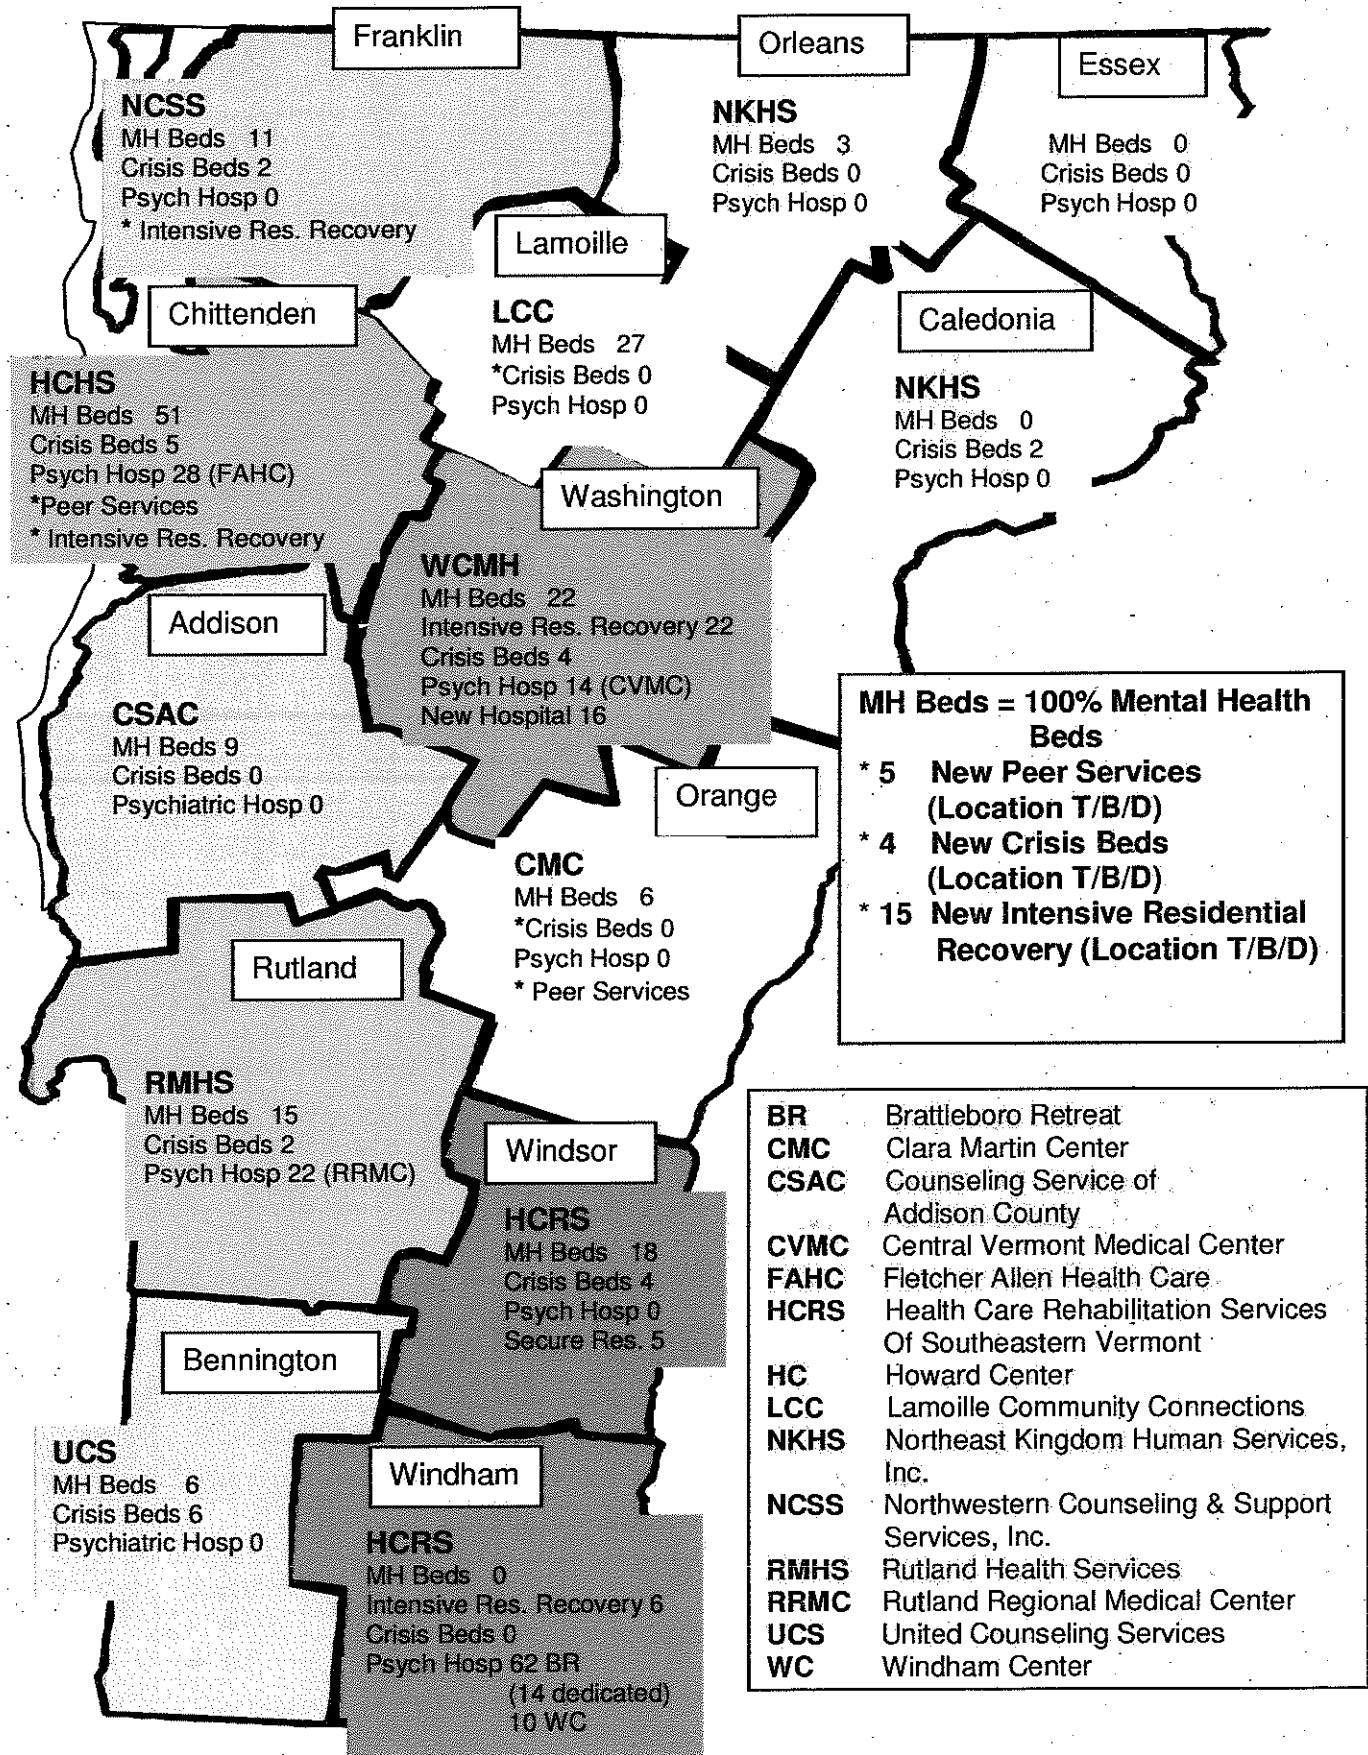 Franklin
Orleans
Essex
NCSS
MH Beds 11
Crisis Beds 2
Psych Hosp 0
* Intensive Res. Recovery
NKHS
MH Beds 3
Crisis Beds 0
Psych Hosp 0
MH Beds 0
Crisis Beds 0
Psych Hosp 0
Lamoille
LCC
MH Beds 27
*Crisis Beds 0
Psych Hosp 0
Chittenden
Caledonia
HCHS
MH Beds 51
Crisis Beds 5
Psych Hosp 28 (FAHC)
*Peer Services
* Intensive Res. Recovery
NKHS
MH Beds 0
Crisis Beds 2
Psych Hosp 0
Washington
WCMH
MH Beds 22
Intensive Res. Recovery 22
Crisis Beds 4
Psych Hosp 14 (CVMC)
New Hospital 16
Addison
CSAC
MH Beds 9
Crisis Beds 0
Psychiatric Hosp 0
MH Beds = 100% Mental Health
Beds
* 5 New Peer Services
(Location T/B/D)
* 4 New Crisis Beds
(Location T/B/D)
* 15 New Intensive Residential
Recovery (Location T/B/D)
Orange
CMC
MH Beds 6
*Crisis Beds 0
Psych Hosp 0
* Peer Services
Rutland
RMHS
MH Beds 15
Crisis Beds 2
Psych Hosp 22 (RRMC)
Windsor
HCRS
MH Beds 18
Crisis Beds 4
Psych Hosp 0
Secure Res. 5
Bennington
UCS
MH Beds 6
Crisis Beds 6
Psychiatric Hosp 0
Windham
HCRS
MH Beds 0
Intensive Res. Recovery 6
Crisis Beds 0
Psych Hosp 62 BR
(14 dedicated)
10 WC
BR Brattleboro Retreat
CMC Clara Martin Center
CSAC Counseling Service of
Addison County
CVMC Central Vermont Medical Center
FAHC Fletcher Allen Health Care
HCRS Health Care Rehabilitation Services
Of Southeastern Vermont
HC Howard Center
LCC Lamoille Community Connections
NKHS Northeast Kingdom Human Services,
Inc.
NCSS Northwestern Counseling & Support
Services, Inc.
RMHS Rutland Health Services
RRMC Rutland Regional Medical Center
UCS United Counseling Services
WC Windham Center